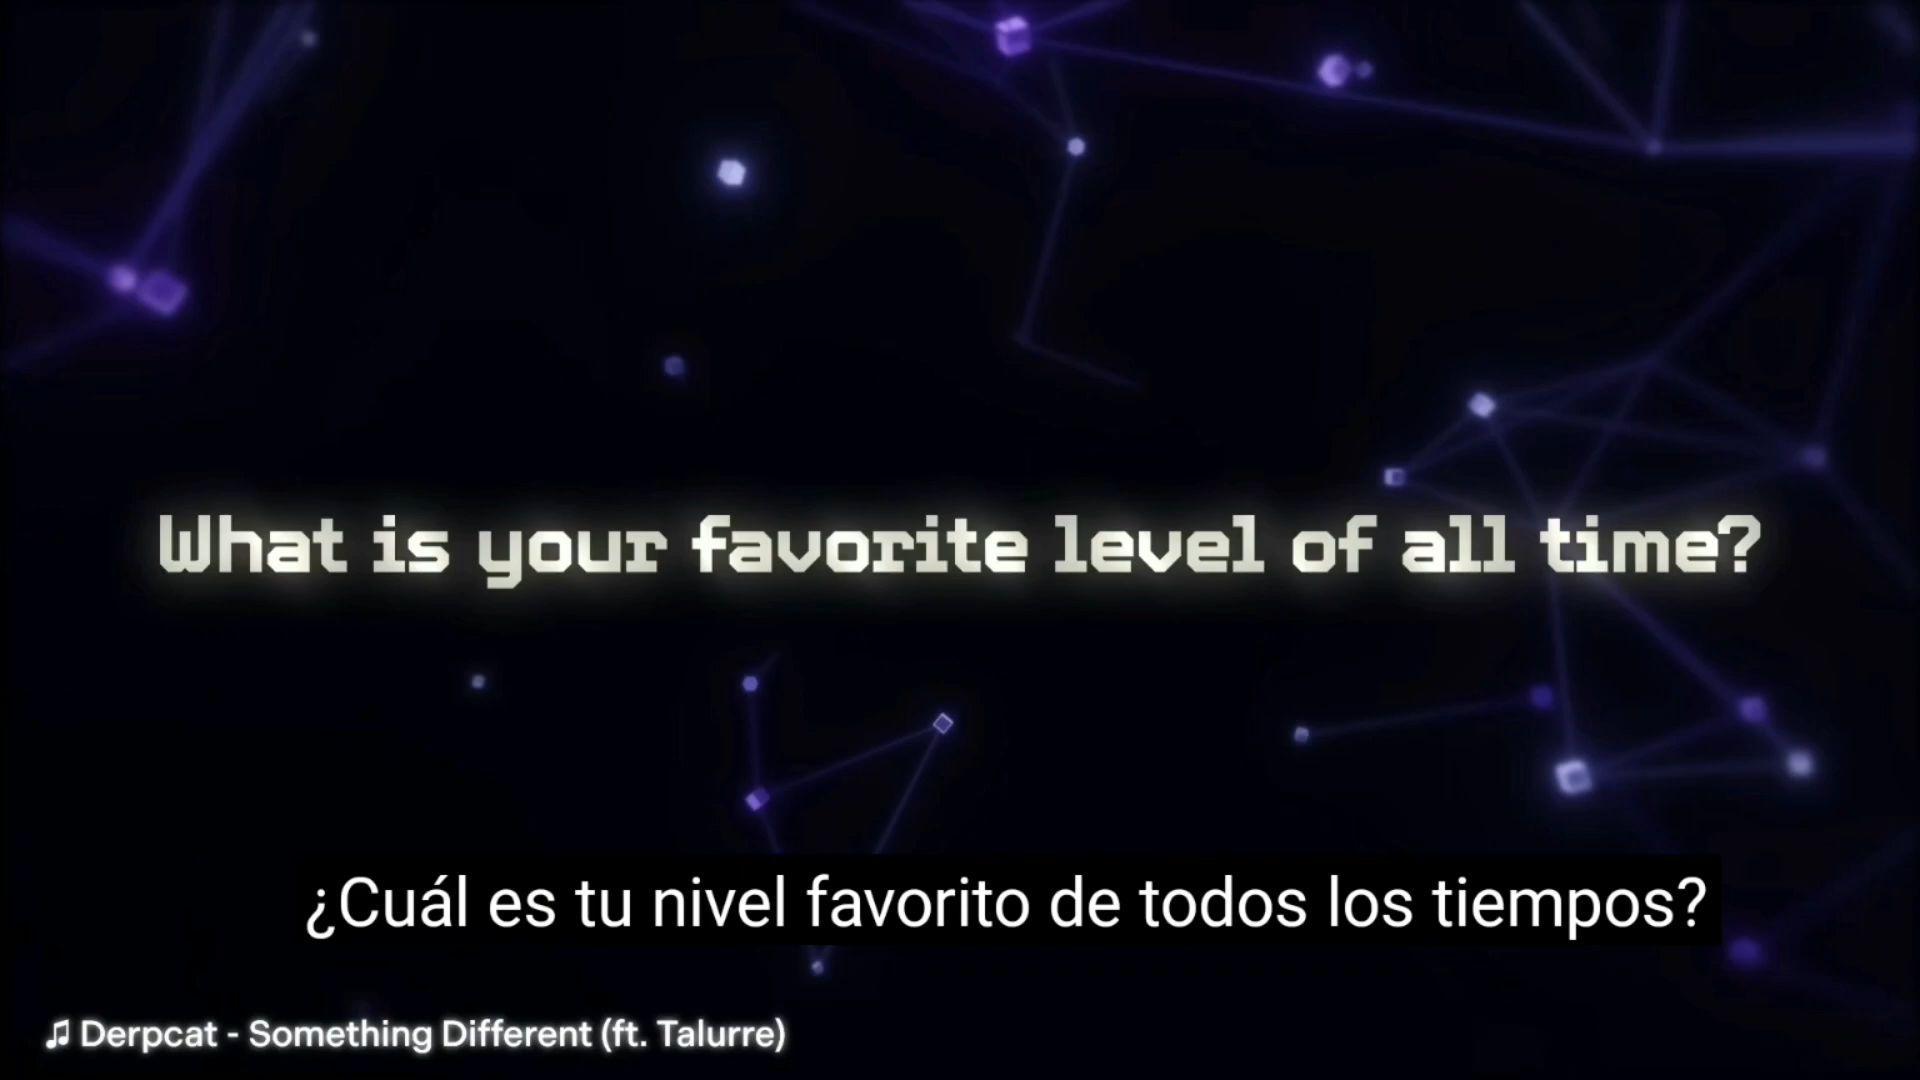 What is your favorite level of all time?
¿Cuál es tu nivel favorito de todos los tiempos?
♫ Derpcat - Something Different (ft. Talurre)